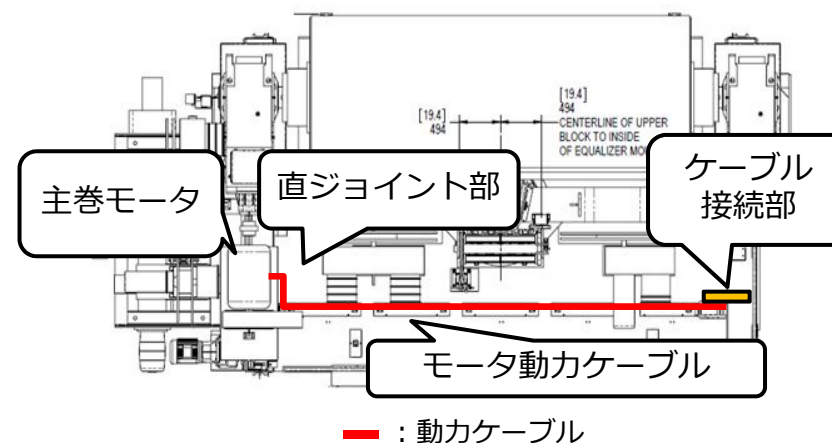 [19.4]
494
[19.4]
494
CENTERLINE OF UPPER
BLOCK TO INSIDE
OF EQUALIZER
主巻モータ
直ジョイント部
ケーブル
接続部
モータ動力ケーブル
：動力ケーブル